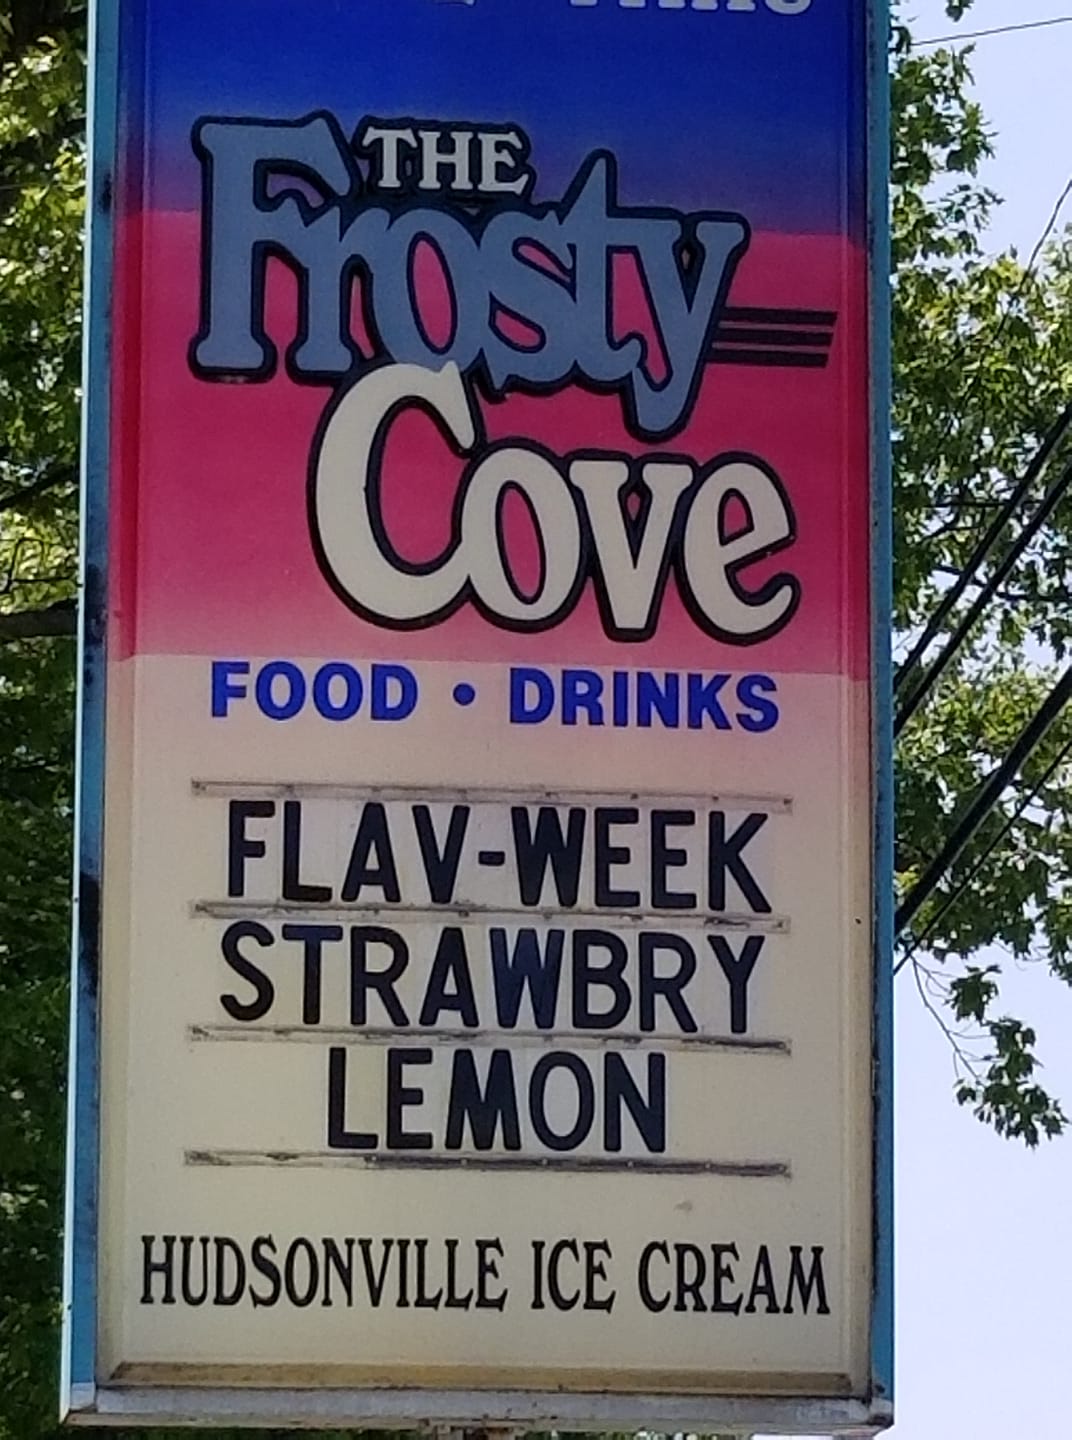 THE
Frosty
Cove
FOOD • DRINKS
FLAV-WEEK
STRAWBRY
LEMON
HUDSONVILLE ICE CREAM